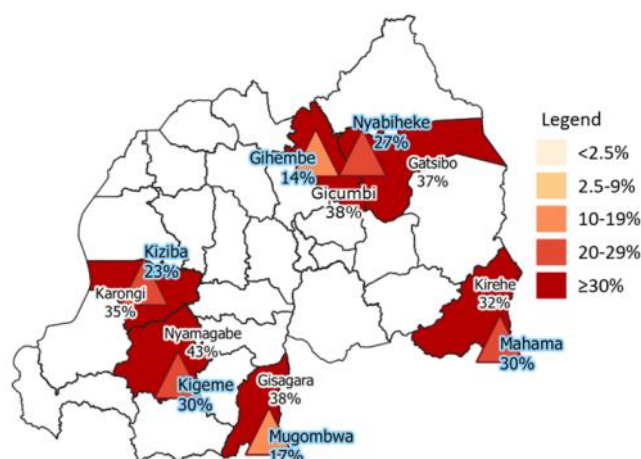 Nyabiheke
27%
Gihembe
14%
Gatsibo
37%
Gicumbi
38%
Legend
<2.5%
2.5-9%
10-19%
20-29%
≥30%
Kiziba
23%
Karongi
35%
Kirehe
32%
Nyamagabe
43%
Mahama
30%
Kigeme
30%
Gisagara
38%
Mugombwa
17%